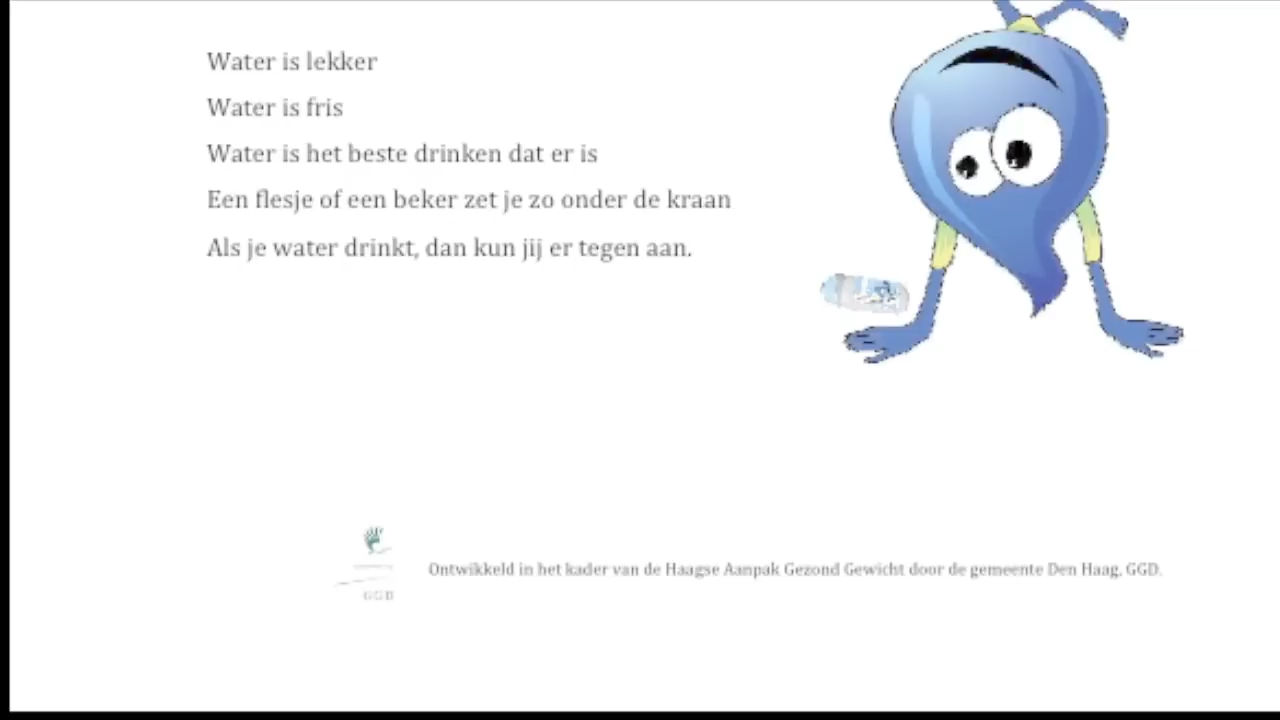 Water is lekker
Water is fris
Water is het beste drinken dat er is
Een flesje of een beker zet je zo onder de kraan
Als je water drinkt, dan kun jij er tegen aan.
Ontwikkeld in het kader van de Haagse Aanpak Gezond Gewicht door de gemeente Den Haag, GGD.
GGD